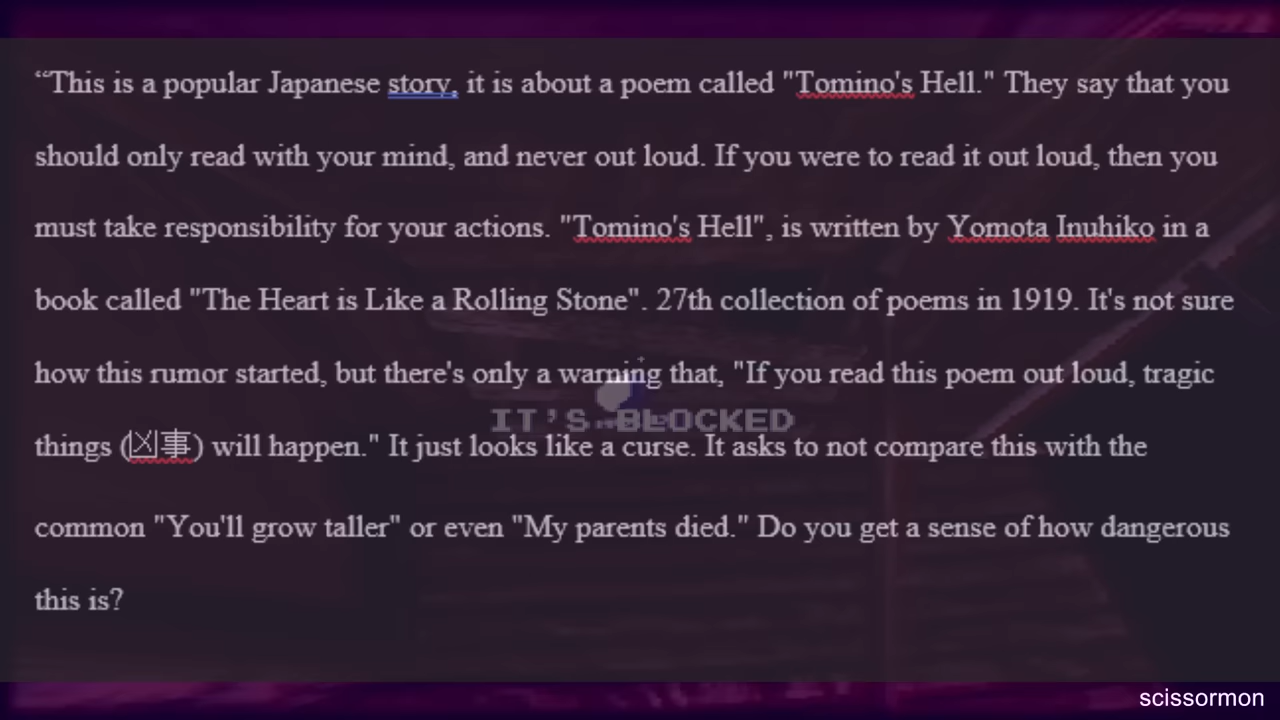 “This is a popular Japanese story, it is about a poem called "Tomino's Hell." They say that you
should only read with your mind, and never out loud. If you were to read it out loud, then you
must take responsibility for your actions. "Tomino's Hell", is written by Yomota Inuhiko in a
book called "The Heart is Like a Rolling Stone". 27th collection of poems in 1919. It's not sure
how this rumor started, but there's only a warning that, "If you read this poem out loud, tragic
IT'S BLOCKED
things (凶事) will happen." It just looks like a curse. It asks to not compare this with the
common "You'll grow taller" or even "My parents died." Do you get a sense of how dangerous
this is?
scissormon